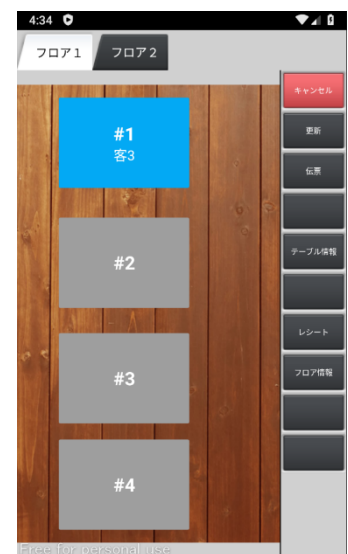 4:34
フロア1
フロア2
キャンセル
#1
客3
更新
伝票
#2
テーブル情報
レシート
#3
フロア情報
#4
Free for personal use